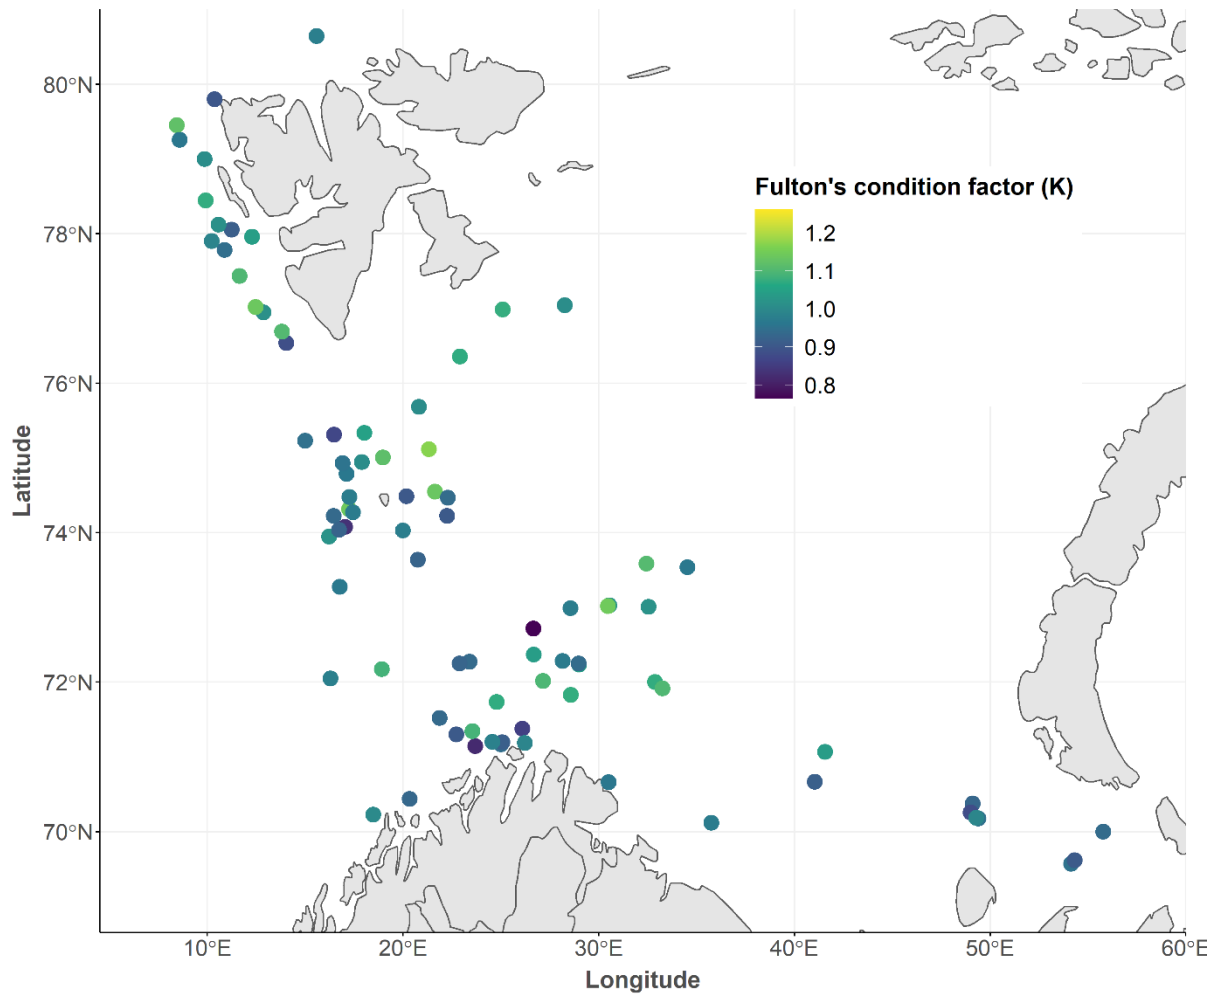 80°N
78°N
76°N
74°N
72°N
70°N
Latitude
Fulton's condition factor (K)
1.2
1.1
1.0
0.9
0.8
10°E
20°E
30°E
40°E
50°E
60°E
Longitude